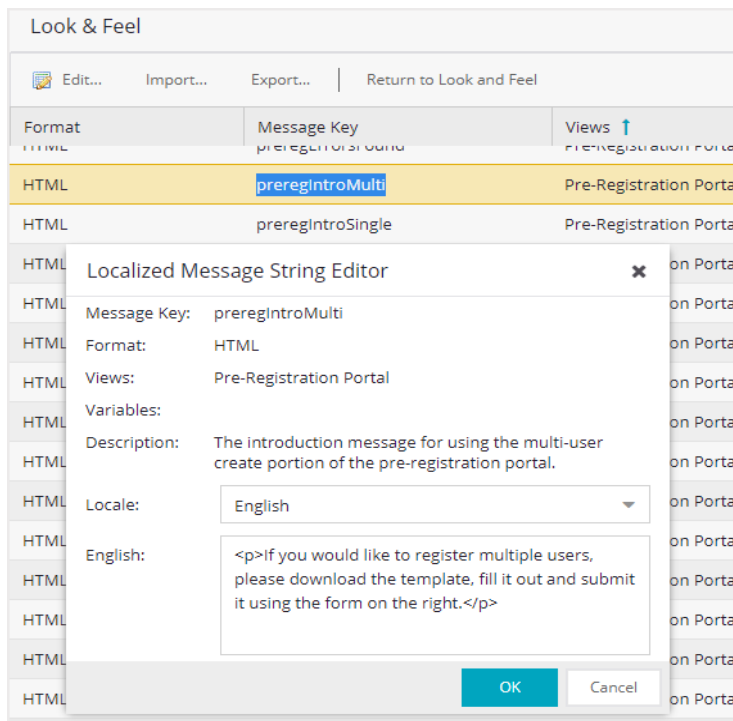 Look & Feel
Edit... Import... Export... Return to Look and Feel
Format Message Key Views
HTML preregErrorsFound Pre-Registration Porta
HTML preregIntroMulti Pre-Registration Porta
HTML preregIntroSingle Pre-Registration Porta
HTML on Porta
Localized Message String Editor
HTML on Porta
Message Key: preregIntroMulti
HTML Format: HTML on Porta
HTML Views: Pre-Registration Portal on Porta
Variables:
HTML on Porta
Description: The introduction message for using the multi-user
HTML create portion of the pre-registration portal. on Porta
HTML Locale: English on Porta
HTML English: <p>If you would like to register multiple users, on Porta
HTML please download the template, fill it out and submit on Porta
it using the form on the right.</p>
HTML on Porta
HTML on Porta
OK Cancel
HTML on Porta